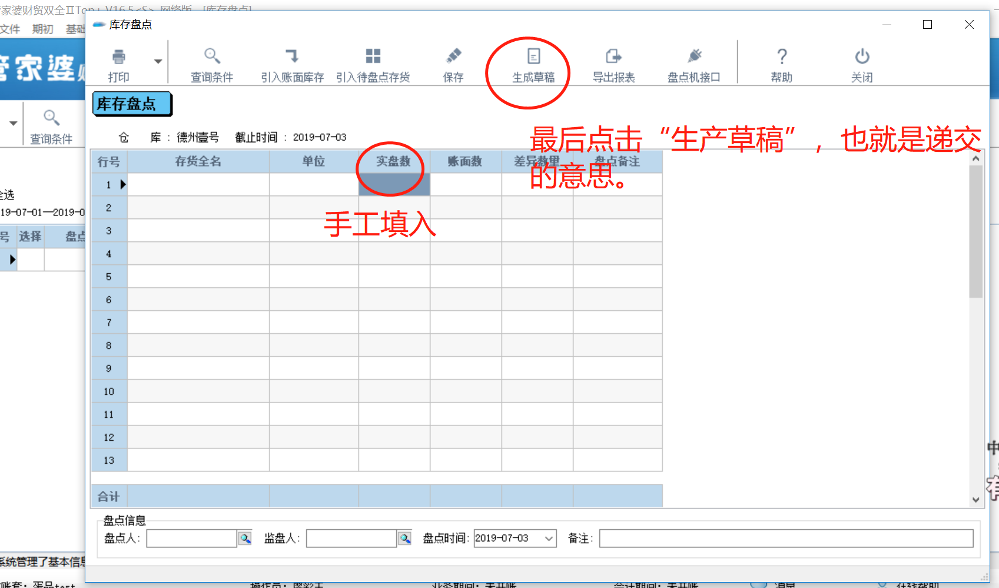 家婆财贸双全IITop+ V16.5<S> 网络版 [库存盘点]
文件 期初 基础
管家婆
查询条件
全选
19-07-01—2019-0
号 选择 盘点
库存盘点
打印 查询条件 引入账面库存 引入待盘点存货 保存 生成草稿 导出报表 盘点机接口 帮助 关闭
库存盘点
仓 库：德州壹号 截止时间：2019-07-03
最后点击“生产草稿”，也就是递交
的意思。
行号 存货全名 单位 实盘数 账面数 差异数量 盘点备注
手工填入
1
2
3
4
5
6
7
8
9
10
11
12
13
合计
盘点信息
盘点人: 监盘人: 盘点时间: 2019-07-03 备注:
系统管理了基本信息
账套: 蛋品test 操作员: 业务期间: 未开账 会计期间: 未开账 消息 在线帮助
中
有